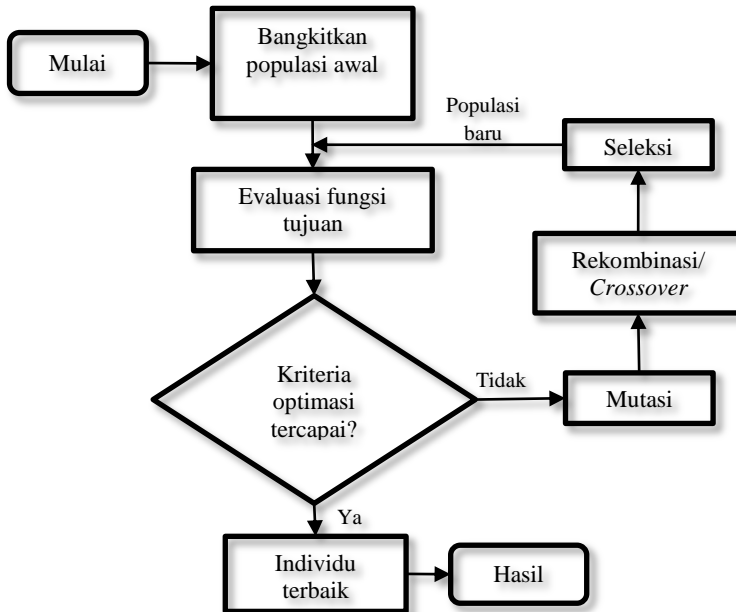 Mulai
Bangkitkan
populasi awal
Populasi
baru
Seleksi
Evaluasi fungsi
tujuan
Rekombinasi/
Crossover
Kriteria
optimasi
tercapai?
Tidak
Mutasi
Ya
Individu
terbaik
Hasil